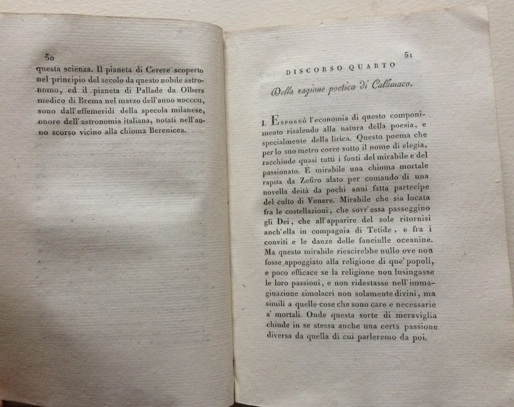 50
questa scienza. Il pianeta di Cerere scoperto
nel principio del secolo da questo nobile astro-
nomo, ed il pianeta di Pallade da Olbers
medico di Brema nel marzo dell'anno MDCCCII,
sono dall'effemeridi della specola milanese,
onore dell'astronomia italiana, notati nell'an-
no scorso vicino alla chioma Berenicea.
51
DISCORSO QUARTO
Della ragione poetica di Callimaco.
I. ESPORRÒ l'economia di questo componi-
mento risalendo alla natura della poesia, e
specialmente della lirica. Questo poema che
per lo suo metro corre sotto il nome di elegia,
racchiude quasi tutti i fonti del mirabile e del
passionato. E mirabile una chioma mortale
rapita da Zefiro alato per comando di una
novella deità da pochi anni fatta partecipe
del culto di Venere. Mirabile che sia locata
fra le costellazioni, che sovr'essa passeggino
gli Dei, che all'apparire del sole ritornisi
anch'ella in compagnia di Tetide, e fra i
conviti e le danze delle fanciulle oceanine.
Ma questo mirabile riescirebbe nullo ove non
fosse appoggiato alla religione di que' popoli,
e poco efficace se la religione non lusingasse
le loro passioni, e non ridestasse nell'imma-
ginazione simolacri non solamente divini, ma
simili a quelle cose che sono care e necessarie
a' mortali. Onde questa sorte di meraviglia
chiude in se stessa anche una certa passione
diversa da quella di cui parleremo da poi.